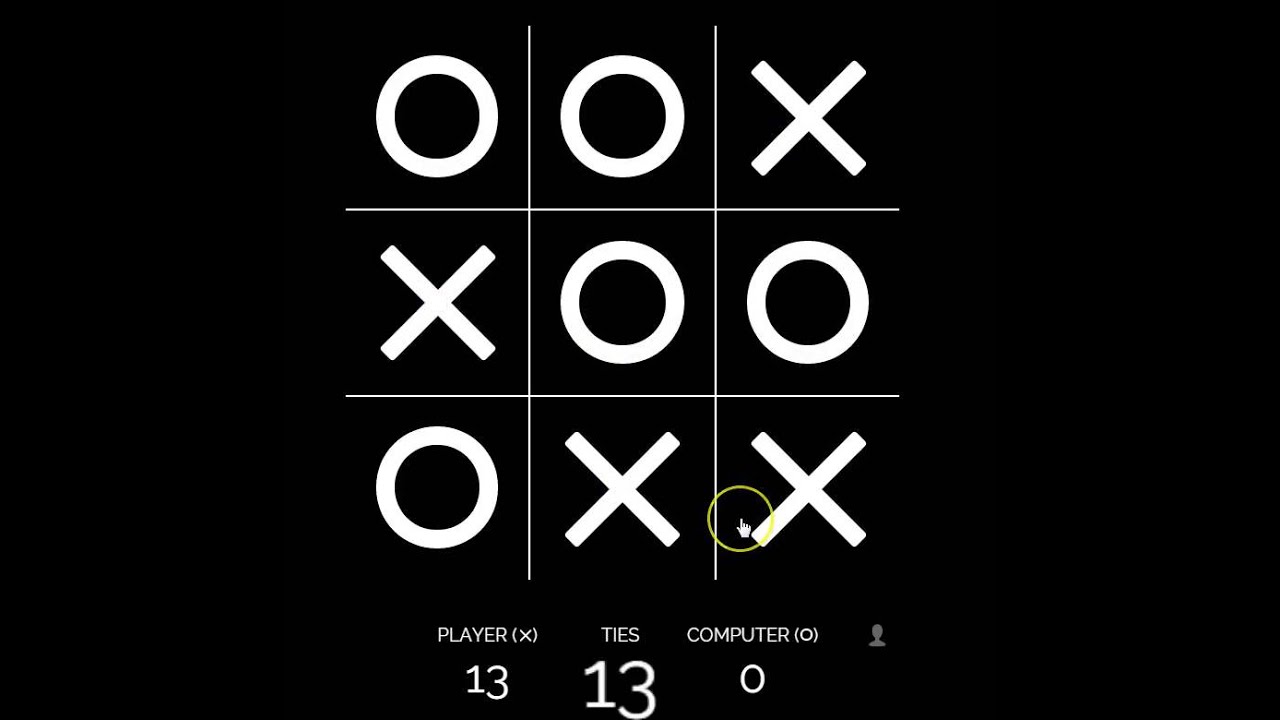 O O X
X O O
O X X
PLAYER (X) TIES COMPUTER (O)
13 13 0